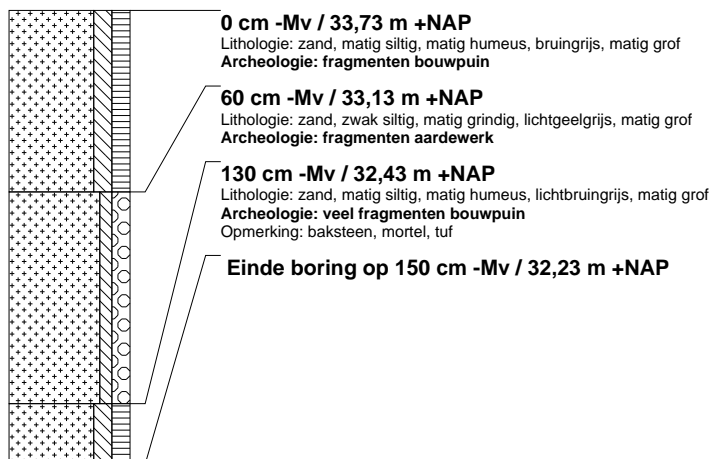 0 cm -Mv / 33,73 m +NAP
Lithologie: zand, matig siltig, matig humeus, bruingrijs, matig grof
Archeologie: fragmenten bouwpuin
60 cm -Mv / 33,13 m +NAP
Lithologie: zand, zwak siltig, matig grindig, lichtgeelgrijs, matig grof
Archeologie: fragmenten aardewerk
130 cm -Mv / 32,43 m +NAP
Lithologie: zand, matig siltig, matig humeus, lichtbruingrijs, matig grof
Archeologie: veel fragmenten bouwpuin
Opmerking: baksteen, mortel, tuf
Einde boring op 150 cm -Mv / 32,23 m +NAP